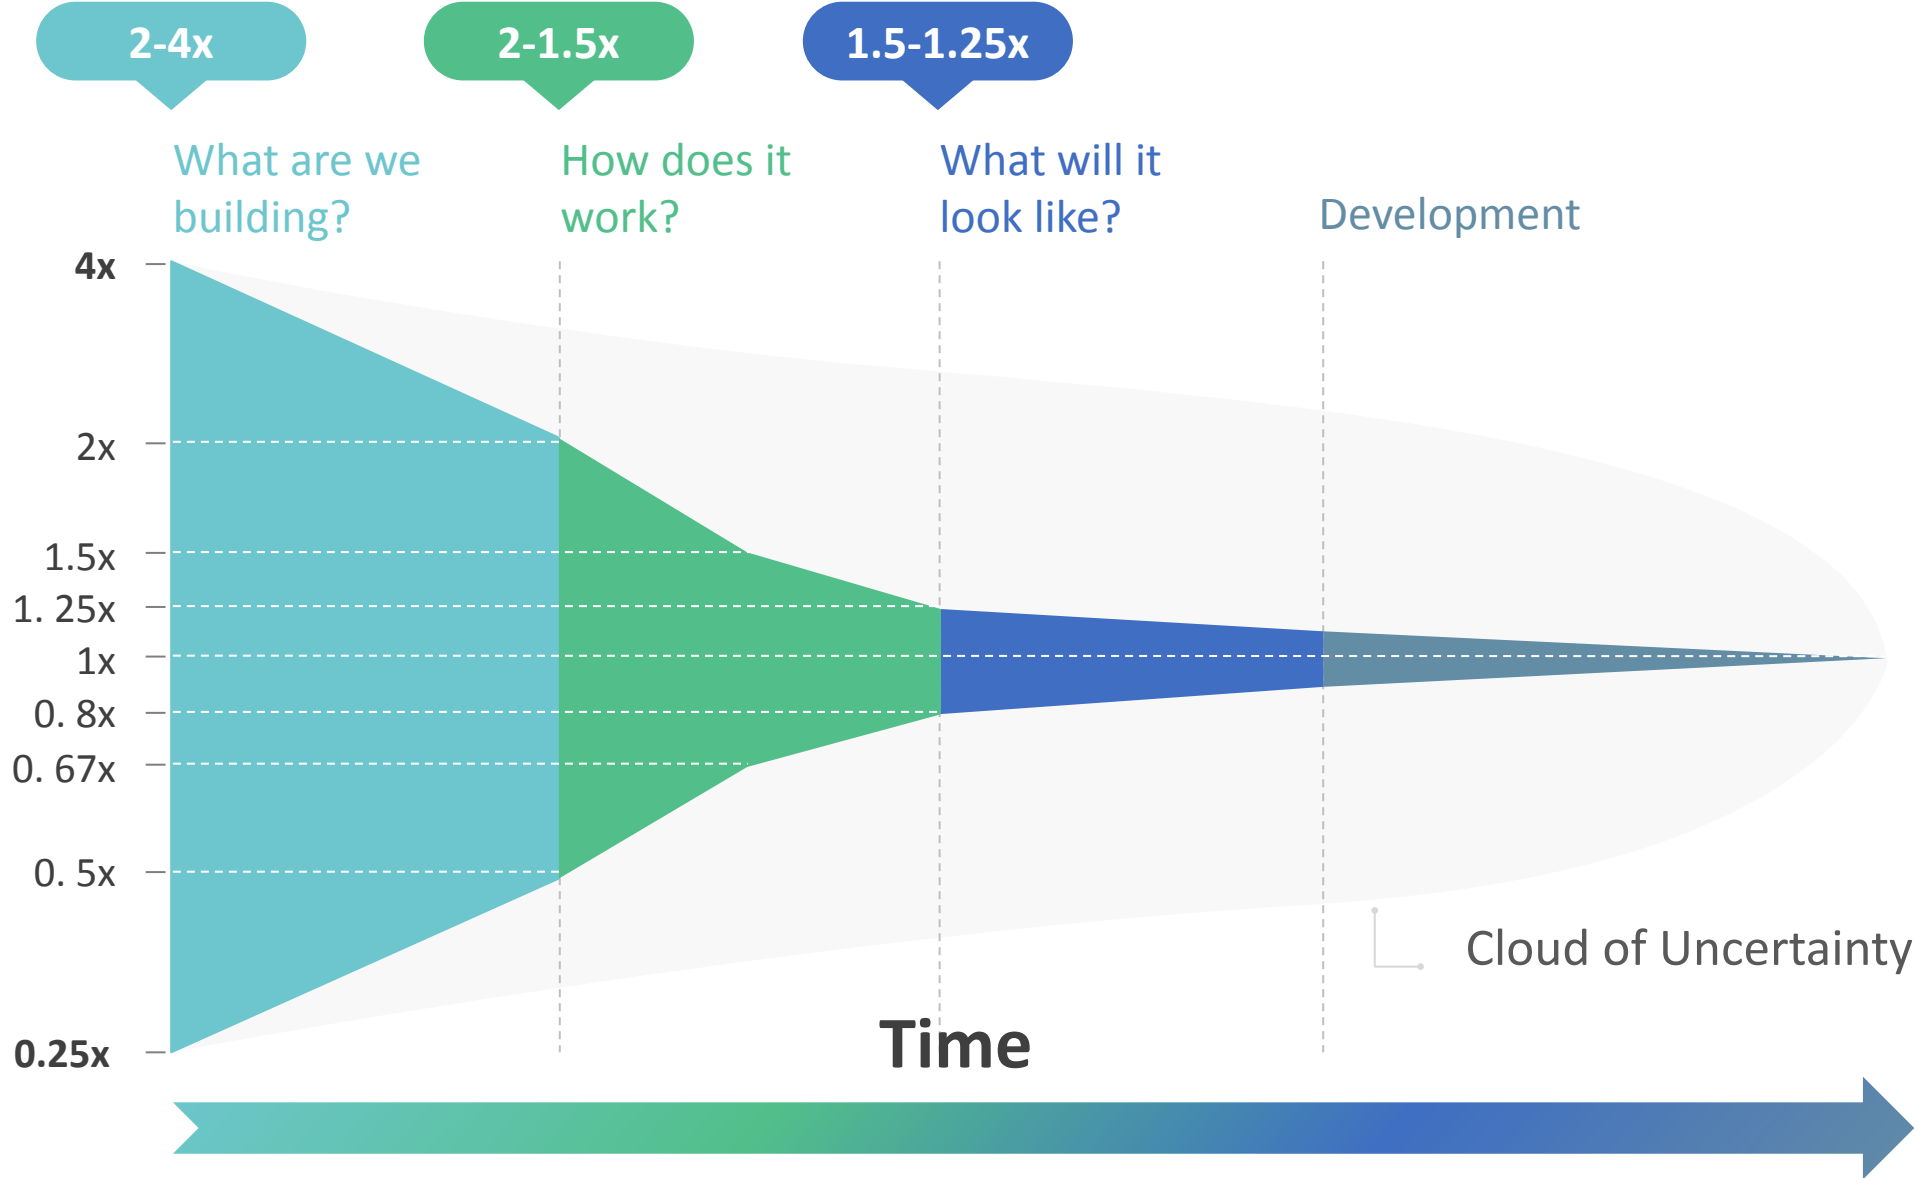 2-4x
2-1.5x
1.5-1.25x
What are we
building?
How does it
work?
What will it
look like?
Development
4x
2x
1.5x
1. 25x
1x
0. 8x
0. 67x
0. 5x
0.25x
Cloud of Uncertainty
Time